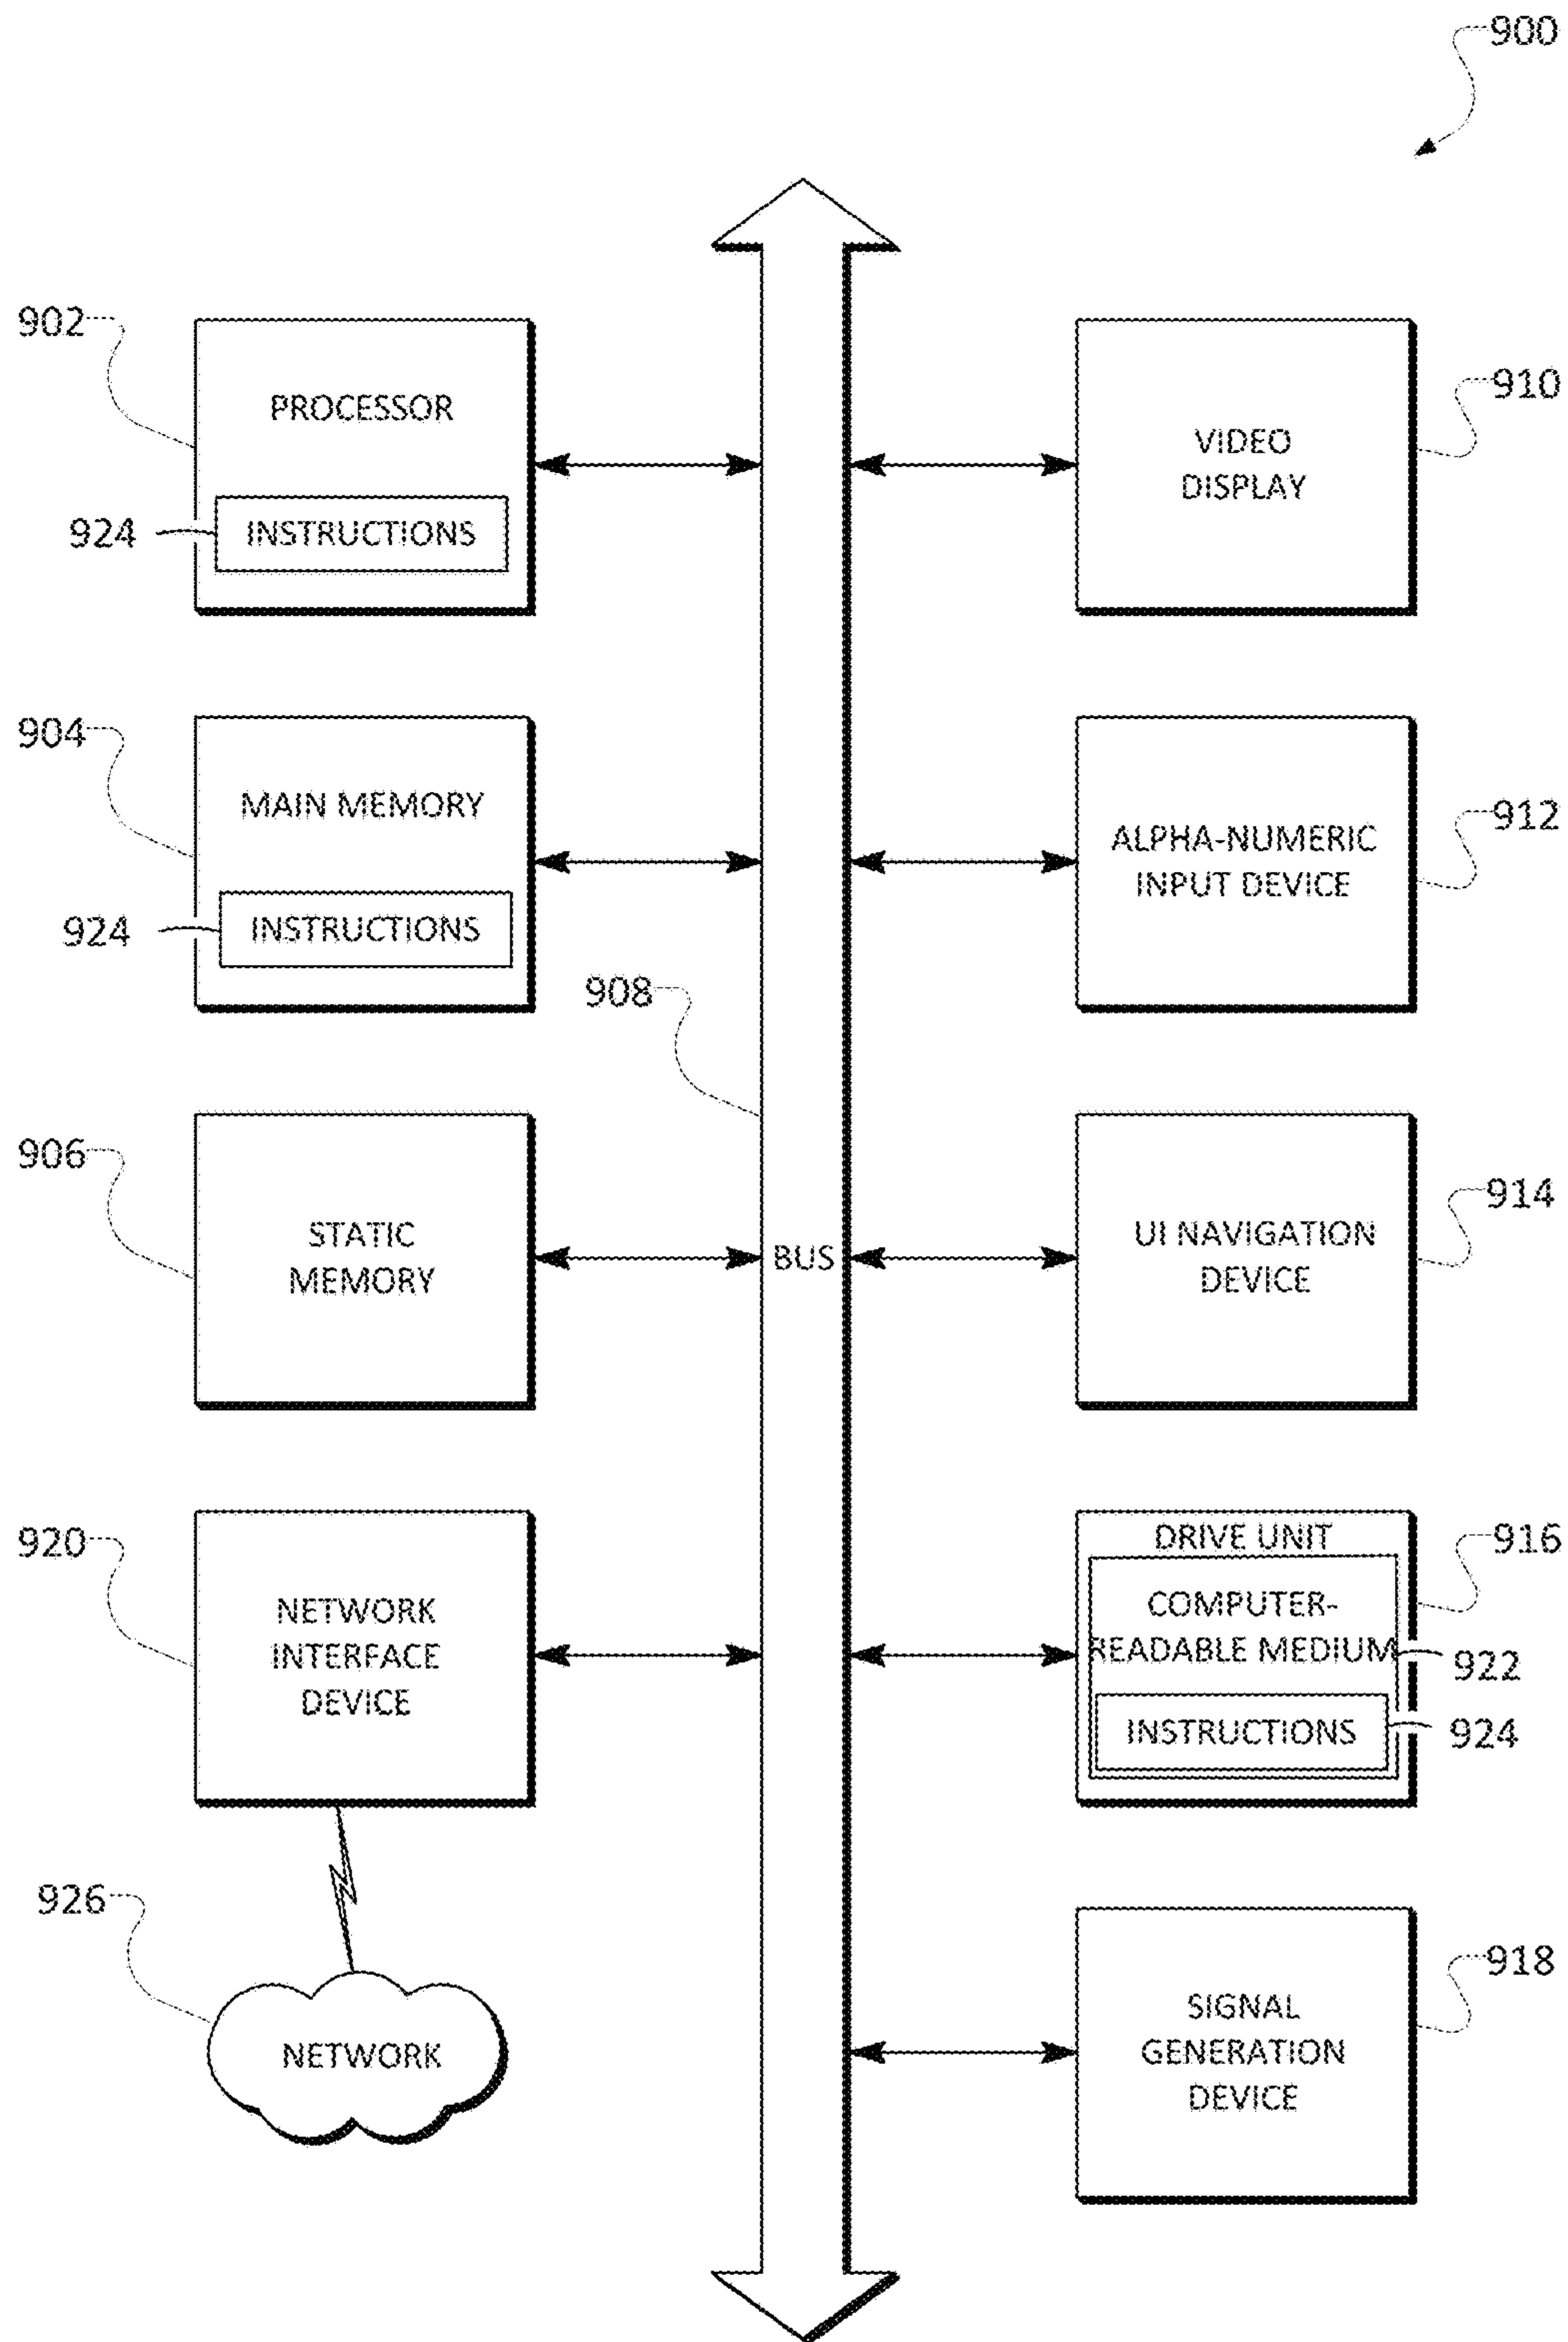 900
902
PROCESSOR
924
INSTRUCTIONS
910
VIDEO
DISPLAY
904
MAIN MEMORY
924
INSTRUCTIONS
912
ALPHA-NUMERIC
INPUT DEVICE
908
BUS
906
STATIC
MEMORY
914
UI NAVIGATION
DEVICE
920
NETWORK
INTERFACE
DEVICE
DRIVE UNIT
916
COMPUTER-
READABLE MEDIUM
922
INSTRUCTIONS
924
926
NETWORK
918
SIGNAL
GENERATION
DEVICE